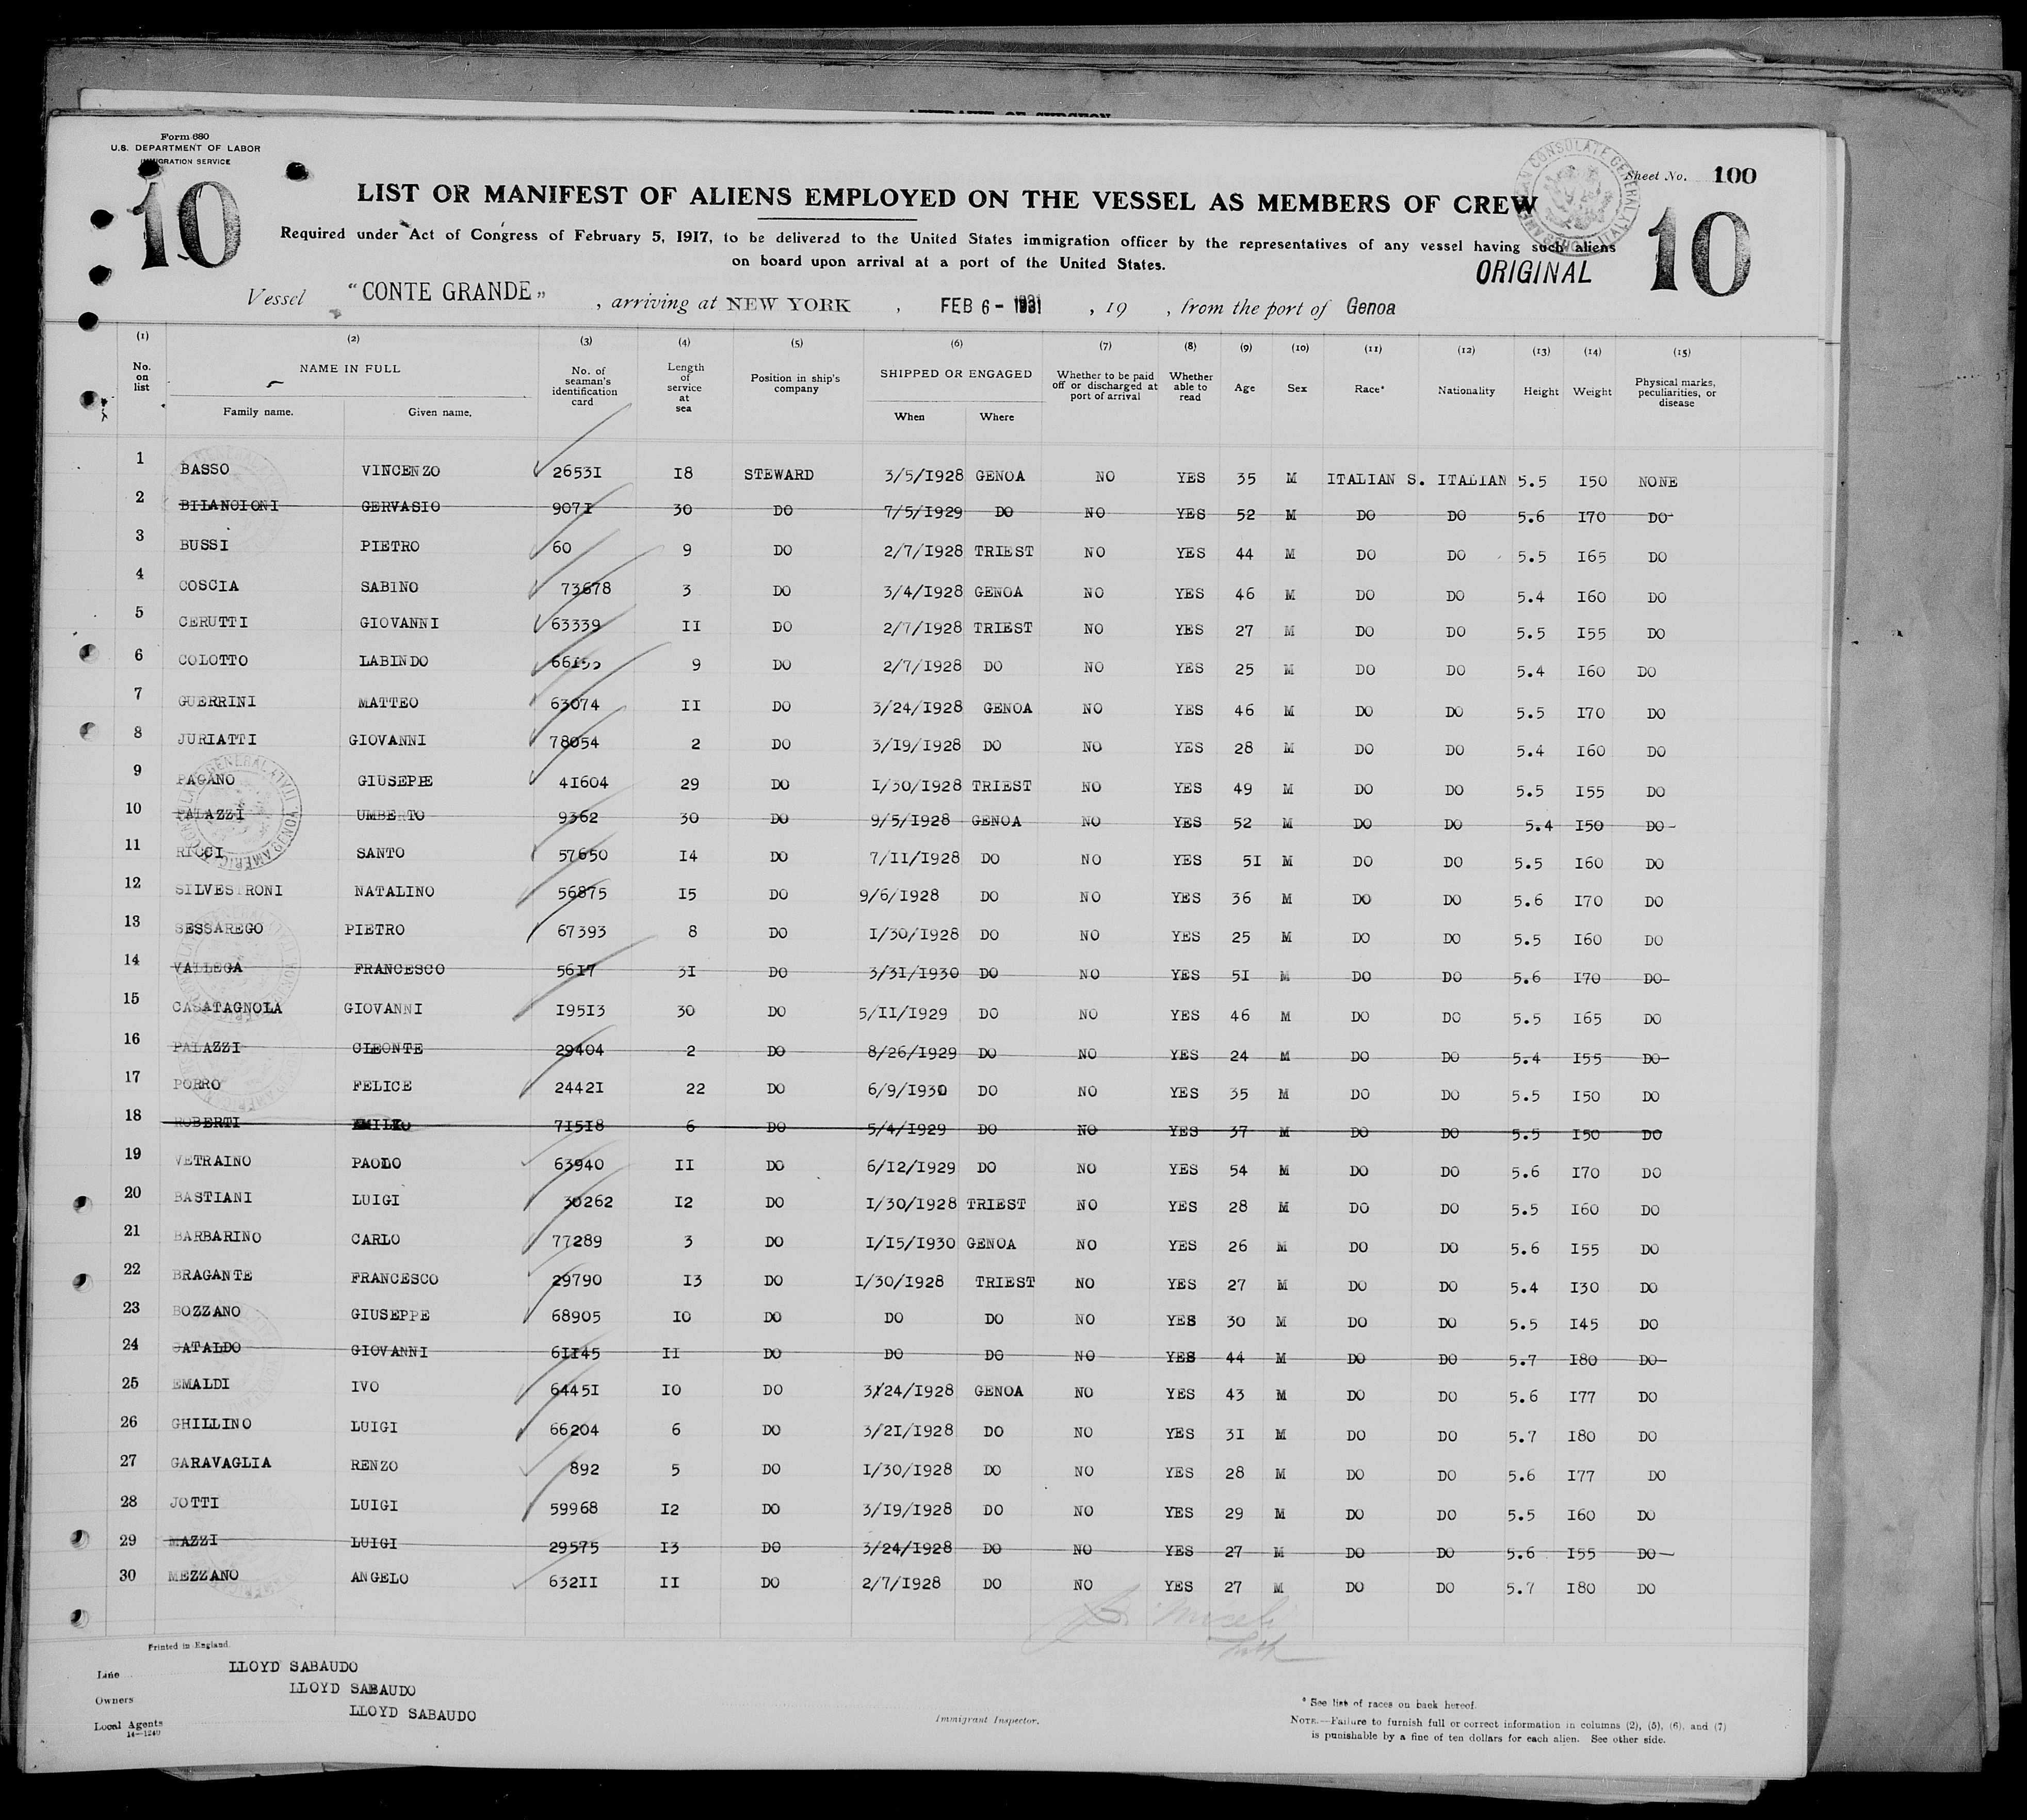 AFFIDAVIT OF SURGEON
Form 680
U.S. DEPARTMENT OF LABOR
IMMIGRATION SERVICE
Sheet No. 100
10
10
LIST OR MANIFEST OF ALIENS EMPLOYED ON THE VESSEL AS MEMBERS OF CREW
Required under Act of Congress of February 5, 1917, to be delivered to the United States immigration officer by the representatives of any vessel having such aliens
on board upon arrival at a port of the United States.
ORIGINAL
Vessel "CONTE GRANDE" , arriving at NEW YORK , FEB 6 - 1931 , 19 , from the port of Genoa
(1) (2) (3) (4) (5) (6) (7) (8) (9) (10) (11) (12) (13) (14) (15)
No. on list NAME IN FULL Family name. Given name. No. of seaman's identification card Length of service at sea Position in ship's company SHIPPED OR ENGAGED When Where Whether to be paid off or discharged at port of arrival Whether able to read Age Sex Race* Nationality Height Weight Physical marks, peculiarities, or disease
1 BASSO VINCENZO 26531 18 STEWARD 3/5/1928 GENOA NO YES 35 M ITALIAN S. ITALIAN 5.5 150 NONE
2 BILANCIONI GERVASIO 9071 30 DO 7/5/1929 DO NO YES 52 M DO DO 5.6 170 DO
3 BUSSI PIETRO 60 9 DO 2/7/1928 TRIEST NO YES 44 M DO DO 5.5 165 DO
4 COSCIA SABINO 73678 3 DO 3/4/1928 GENOA NO YES 46 M DO DO 5.4 160 DO
5 CERUTTI GIOVANNI 63339 11 DO 2/7/1928 TRIEST NO YES 27 M DO DO 5.5 155 DO
6 COLOTTO LABINDO 9 DO 2/7/1928 DO NO YES 25 M DO DO 5.4 160 DO
7 GUERRINI MATTEO 63074 11 DO 3/24/1928 GENOA NO YES 46 M DO DO 5.5 170 DO
8 JURIATTI GIOVANNI 78054 2 DO 3/19/1928 DO NO YES 28 M DO DO 5.4 160 DO
9 PAGANO GIUSEPPE 41604 29 DO 1/30/1928 TRIEST NO YES 49 M DO DO 5.5 155 DO
10 PALAZZI UMBERTO 9362 30 DO 9/5/1928 GENOA NO YES 52 M DO DO 5.4 150 DO
11 RICCI SANTO 57650 14 DO 7/11/1928 DO NO YES 51 M DO DO 5.5 160 DO
12 SILVESTRONI NATALINO 56875 15 DO 9/6/1928 DO NO YES 36 M DO DO 5.6 170 DO
13 SESSAREGO PIETRO 67393 8 DO 1/30/1928 DO NO YES 25 M DO DO 5.5 160 DO
14 VALLEGA FRANCESCO 5617 31 DO 3/31/1930 DO NO YES 51 M DO DO 5.6 170 DO
15 CASATAGNOLA GIOVANNI 19513 30 DO 5/11/1929 DO NO YES 46 M DO DO 5.5 165 DO
16 PALAZZI CLEONTE 29404 2 DO 8/26/1929 DO NO YES 24 M DO DO 5.4 155 DO
17 PORRO FELICE 24421 22 DO 6/9/1930 DO NO YES 35 M DO DO 5.5 150 DO
18 ROBERTI 71518 6 DO 5/4/1929 DO NO YES 37 M DO DO 5.5 150 DO
19 VETRAINO PAOLO 63940 11 DO 6/12/1929 DO NO YES 54 M DO DO 5.6 170 DO
20 BASTIANI LUIGI 30262 12 DO 1/30/1928 TRIEST NO YES 28 M DO DO 5.5 160 DO
21 BARBARINO CARLO 77289 3 DO 1/15/1930 GENOA NO YES 26 M DO DO 5.6 155 DO
22 BRAGANTE FRANCESCO 29790 13 DO 1/30/1928 TRIEST NO YES 27 M DO DO 5.4 130 DO
23 BOZZANO GIUSEPPE 68905 10 DO DO DO NO YES 30 M DO DO 5.5 145 DO
24 CATALDO GIOVANNI 61145 11 DO DO DO NO YES 44 M DO DO 5.7 180 DO
25 EMALDI IVO 64451 10 DO 3/24/1928 GENOA NO YES 43 M DO DO 5.6 177 DO
26 GHILLINO LUIGI 66204 6 DO 3/21/1928 DO NO YES 31 M DO DO 5.7 180 DO
27 GARAVAGLIA RENZO 892 5 DO 1/30/1928 DO NO YES 28 M DO DO 5.6 177 DO
28 JOTTI LUIGI 59968 12 DO 3/19/1928 DO NO YES 29 M DO DO 5.5 160 DO
29 MAZZI LUIGI 29575 13 DO 3/24/1928 DO NO YES 27 M DO DO 5.6 155 DO
30 MEZZANO ANGELO 63211 11 DO 2/7/1928 DO NO YES 27 M DO DO 5.7 180 DO
Printed in England.
Line LLOYD SABAUDO
Owners LLOYD SABAUDO
Local Agents LLOYD SABAUDO
14-1240
Immigrant Inspector.
* See list of races on back hereof.
NOTE.—Failure to furnish full or correct information in columns (2), (5), (6), and (7)
is punishable by a fine of ten dollars for each alien. See other side.